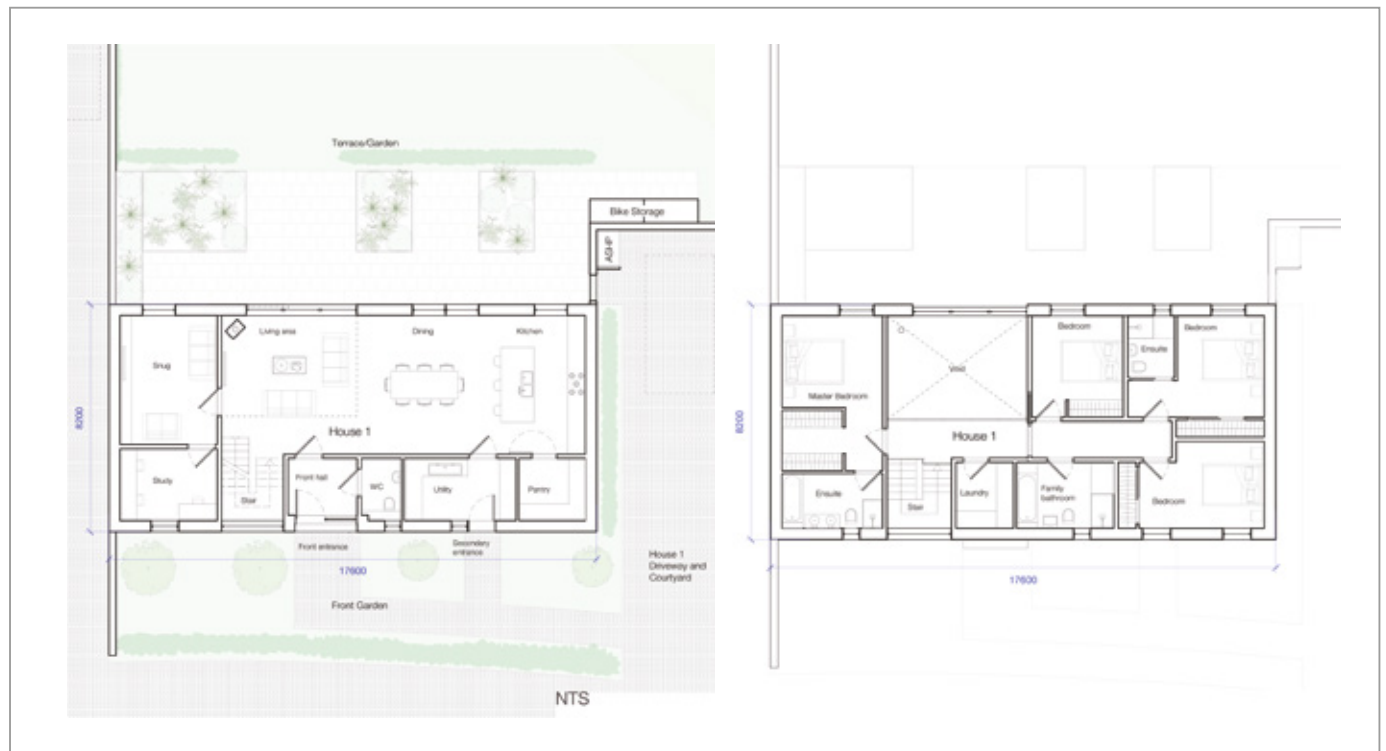 Terrace/Garden
Bike Storage
ASHP
Living area
Dining
Kitchen
Snug
8200
House 1
Study
Stair
Front hall
WC
Utility
Pantry
Front entrance
Secondary
entrance
17600
House 1
Driveway and
Courtyard
Front Garden
NTS
Bedroom
Bedroom
Ensuite
Void
Master Bedroom
8200
House 1
Ensuite
Stair
Laundry
Family
bathroom
Bedroom
17600